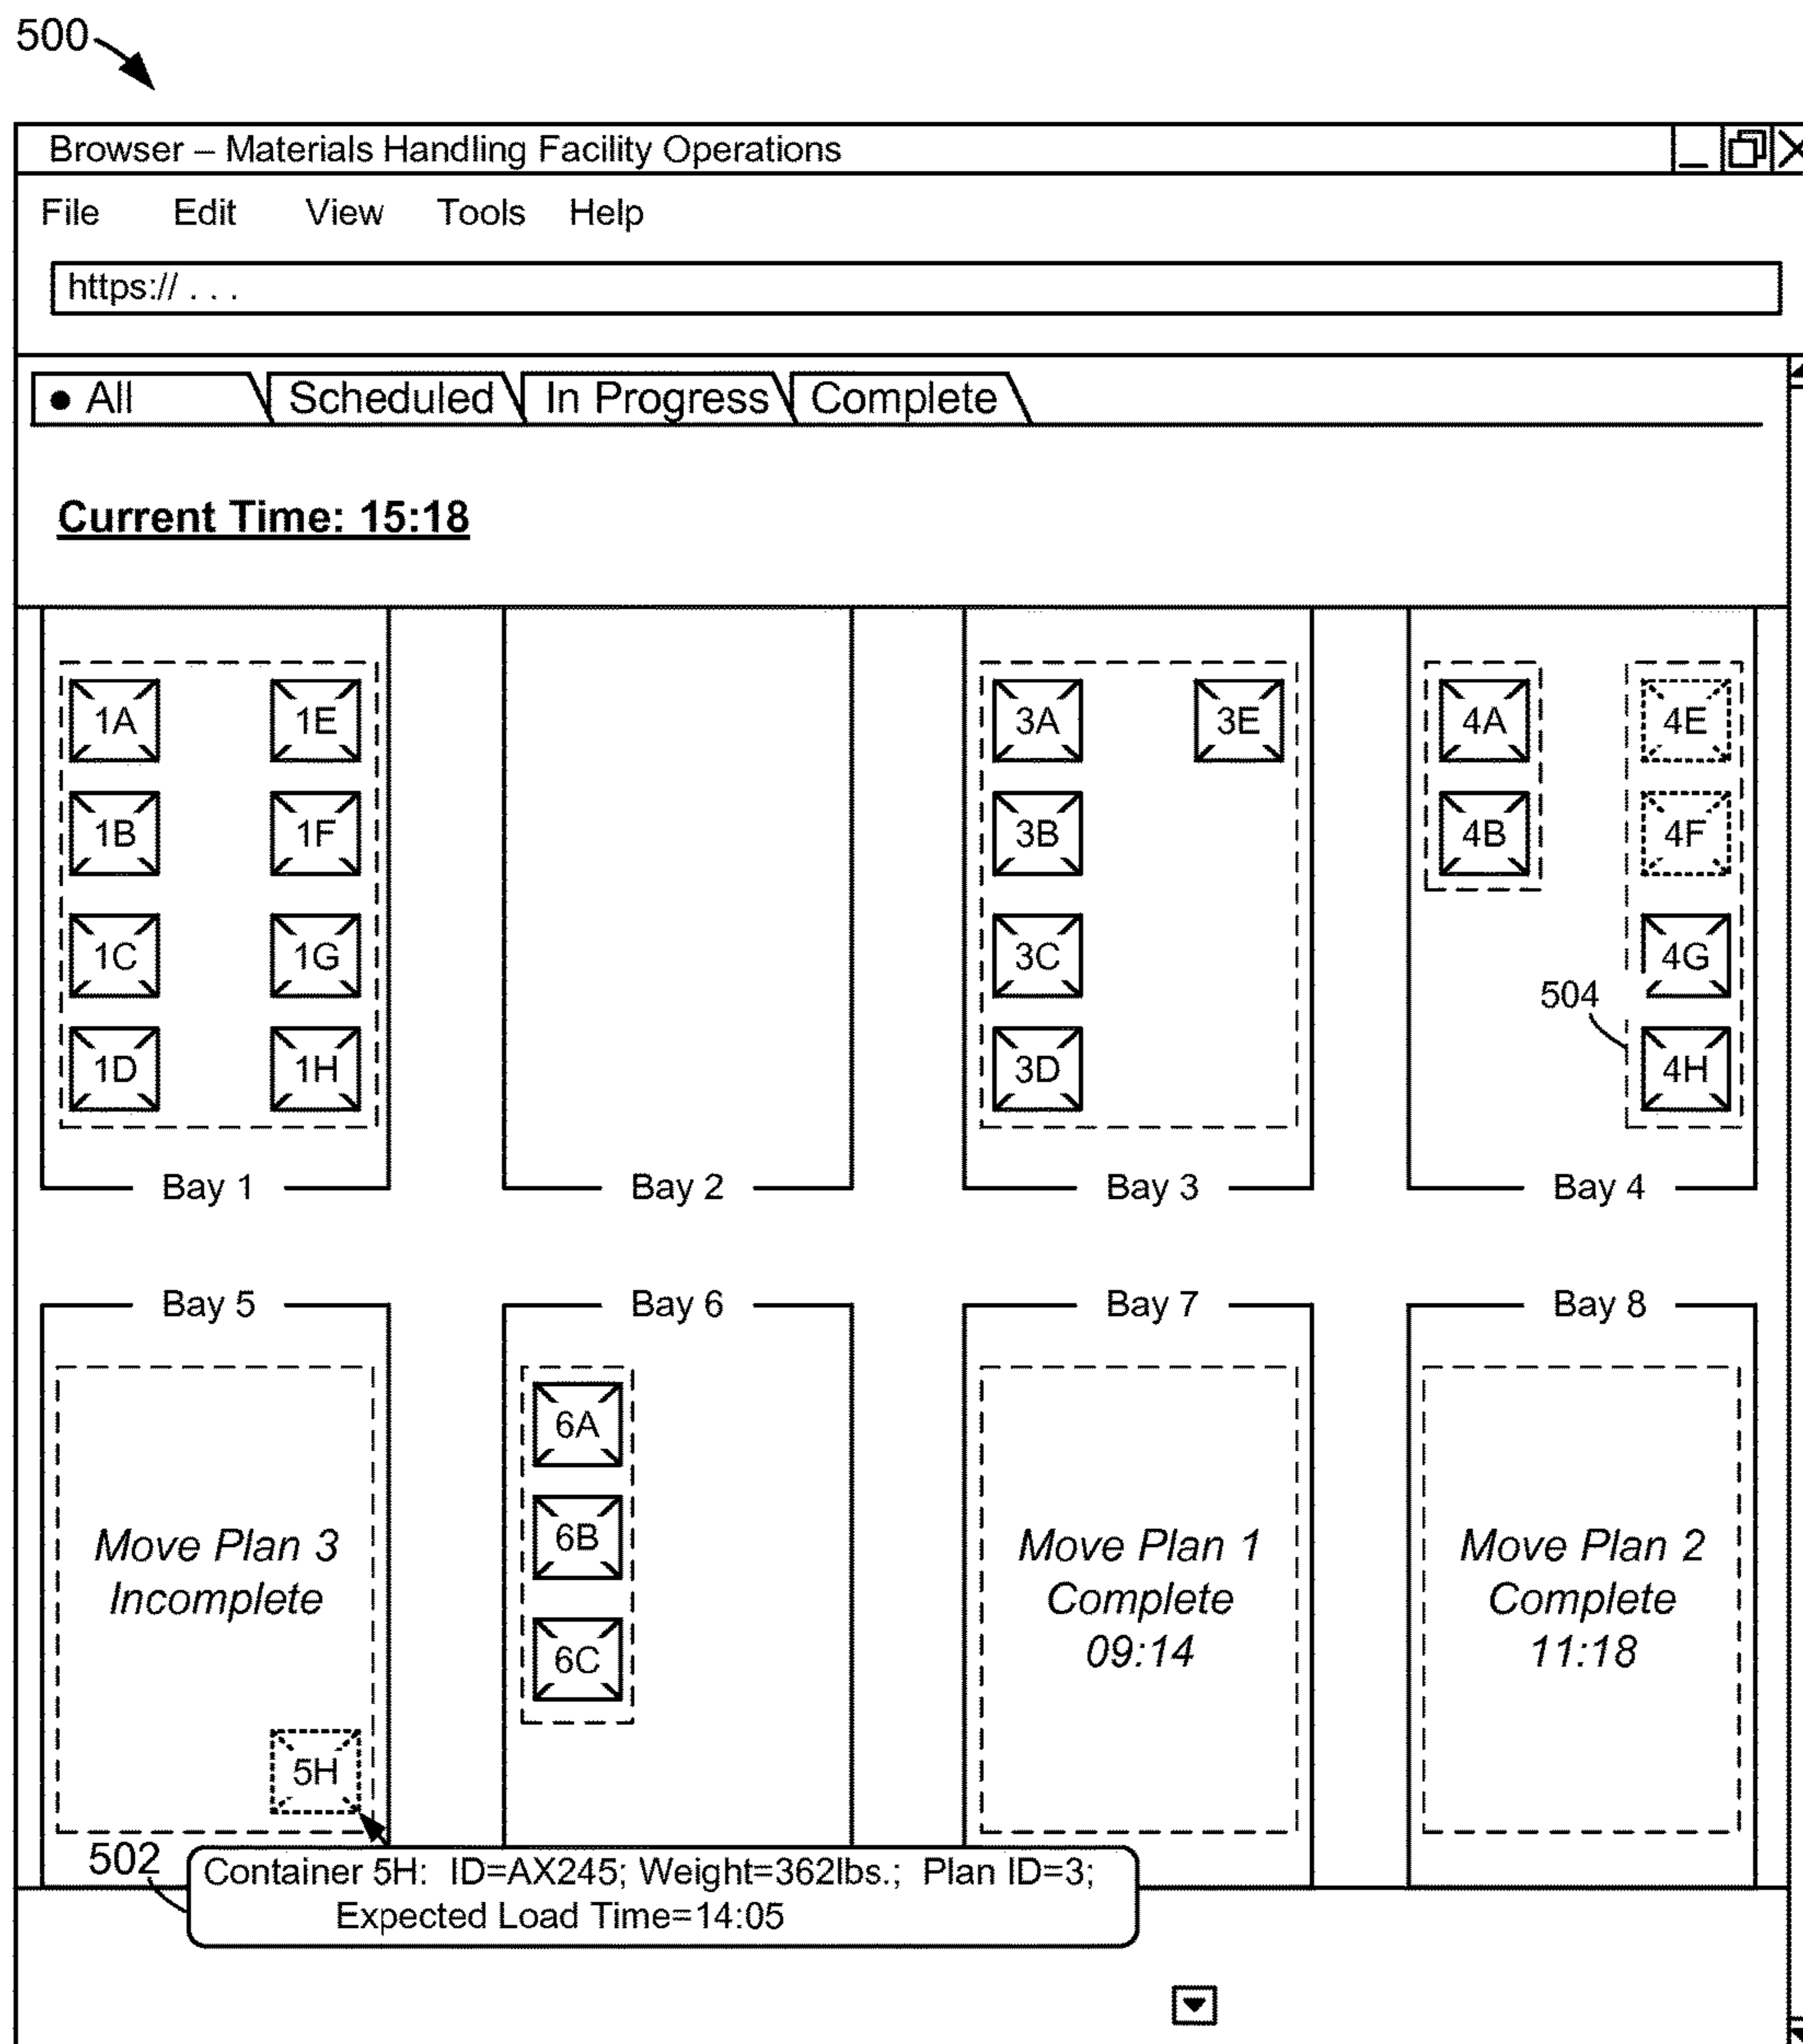 500
Browser – Materials Handling Facility Operations
File Edit View Tools Help
https:// . . .
All Scheduled In Progress Complete
Current Time: 15:18
1A 1E 3A 3E 4A 4E
1B 1F 3B 4B 4F
1C 1G 3C 4G
504
1D 1H 3D 4H
Bay 1 Bay 2 Bay 3 Bay 4
Bay 5 Bay 6 Bay 7 Bay 8
6A
6B
Move Plan 3 Move Plan 1 Move Plan 2
Incomplete Complete Complete
6C 09:14 11:18
5H
502
Container 5H: ID=AX245; Weight=362lbs.; Plan ID=3;
Expected Load Time=14:05